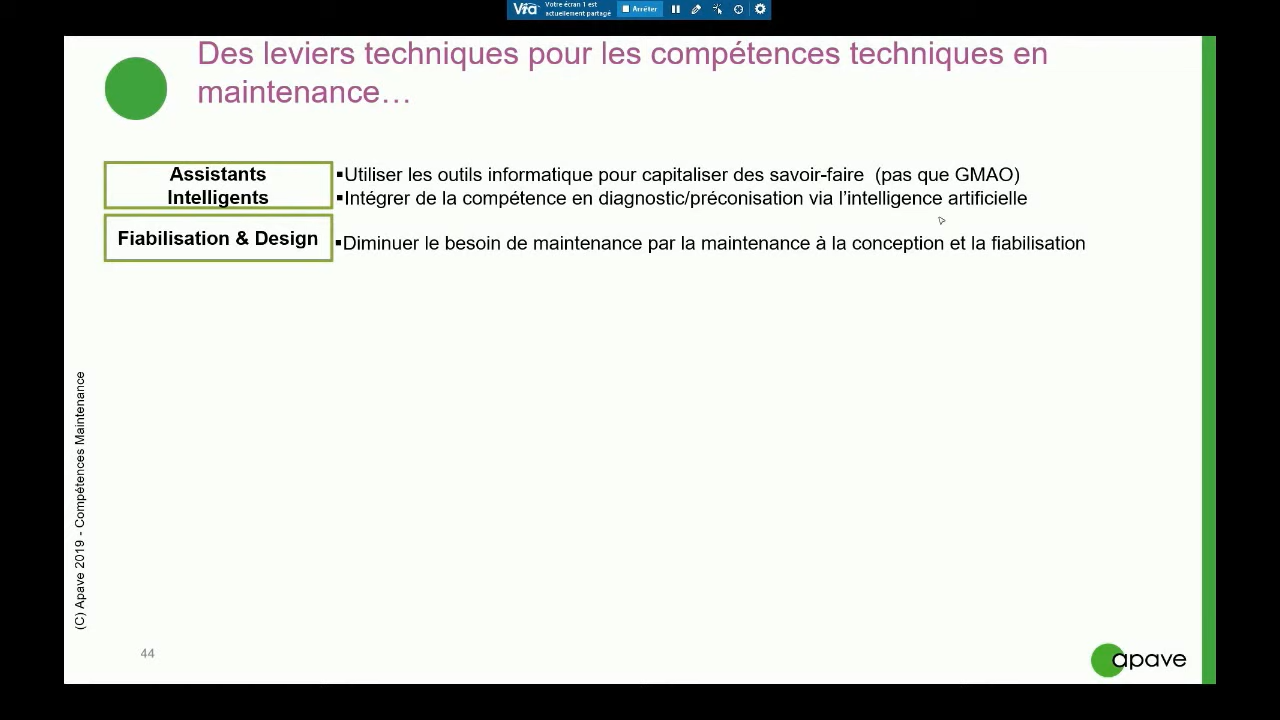 Vra
Votre écran 1 est
actuellement partagé
Arrêter
Des leviers techniques pour les compétences techniques en
maintenance…
Assistants
Intelligents
▪Utiliser les outils informatique pour capitaliser des savoir-faire (pas que GMAO)
▪Intégrer de la compétence en diagnostic/préconisation via l’intelligence artificielle
Fiabilisation & Design
▪Diminuer le besoin de maintenance par la maintenance à la conception et la fiabilisation
(C) Apave 2019 - Compétences Maintenance
44
apave